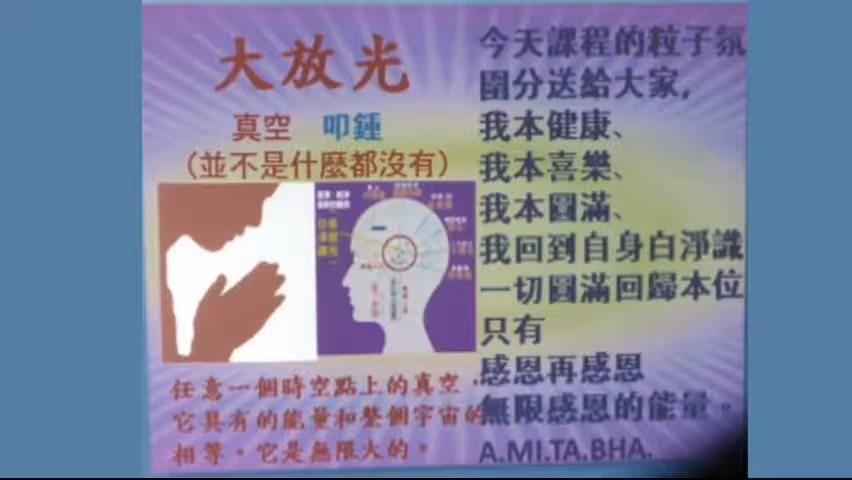 大放光
真空 叩鍾
（並不是什麼都沒有）
任意一個時空點上的真空，
它具有的能量和整個宇宙的
相等。它是無限大的。
今天課程的粒子氛
圍分送給大家，
我本健康、
我本喜樂、
我本圓滿、
我回到自身白淨識
一切圓滿回歸本位
只有
感恩再感恩
無限感恩的能量。
A.MI.TA.BHA.